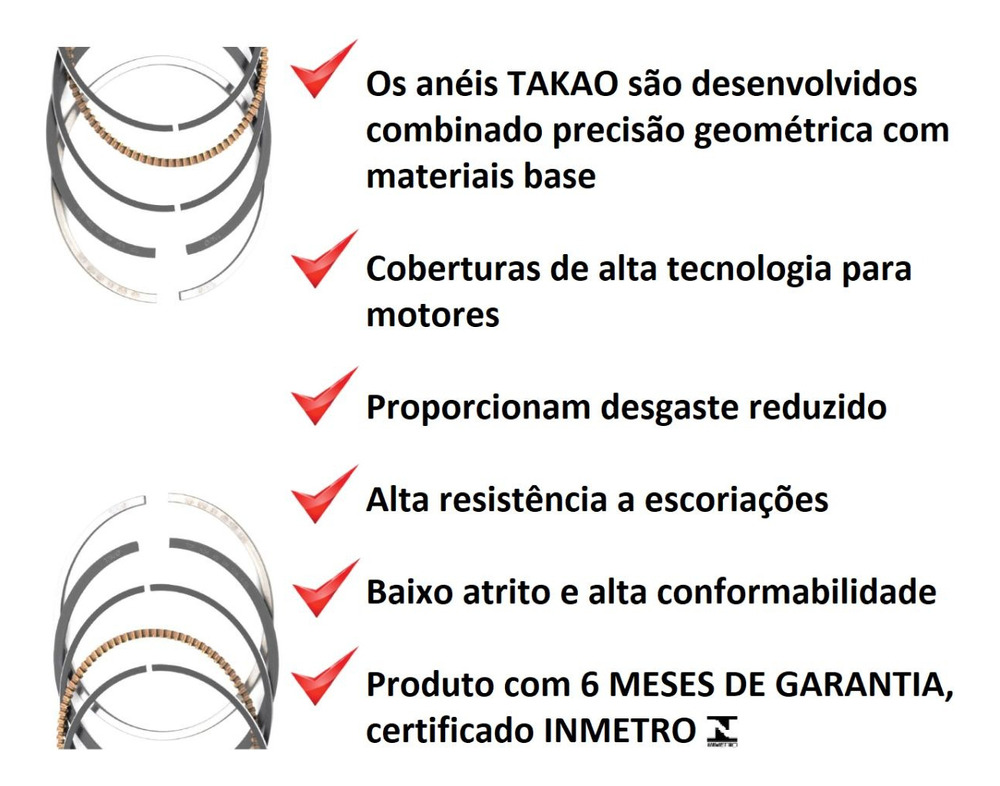 Os anéis TAKAO são desenvolvidos
combinado precisão geométrica com
materiais base
Coberturas de alta tecnologia para
motores
Proporcionam desgaste reduzido
Alta resistência a escoriações
Baixo atrito e alta conformabilidade
Produto com 6 MESES DE GARANTIA,
certificado INMETRO
INMETRO